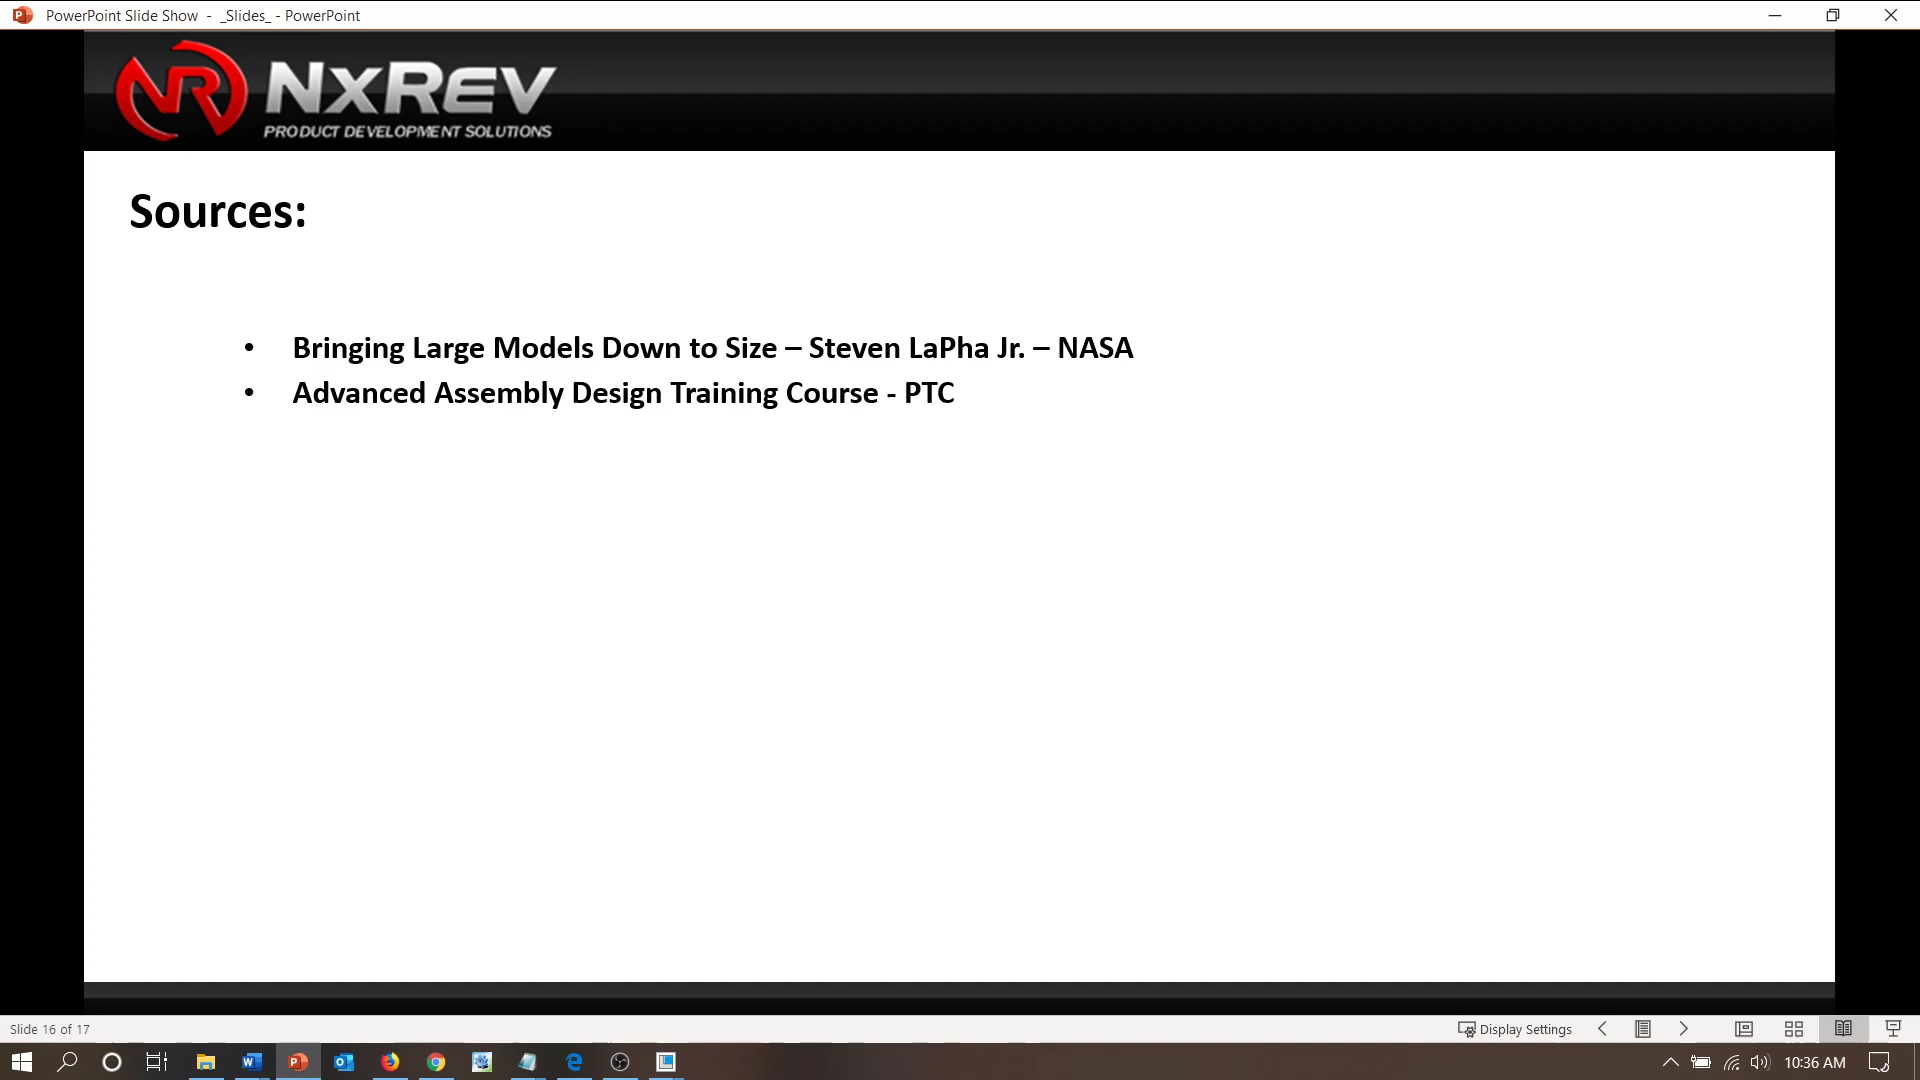 PowerPoint Slide Show - _Slides_ - PowerPoint
NxRev
PRODUCT DEVELOPMENT SOLUTIONS
Sources:
• Bringing Large Models Down to Size – Steven LaPha Jr. – NASA
• Advanced Assembly Design Training Course - PTC
Slide 16 of 17
Display Settings
10:36 AM